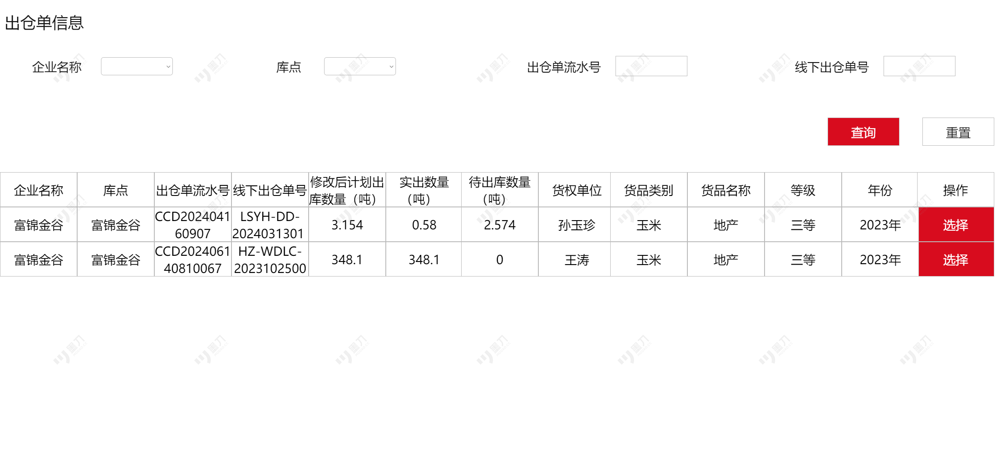 出仓单信息
企业名称 库点 出仓单流水号 线下出仓单号
查询 重置
企业名称 库点 出仓单流水号 线下出仓单号 修改后计划出库数量（吨） 实出数量（吨） 待出库数量（吨） 货权单位 货品类别 货品名称 等级 年份 操作
富锦金谷 富锦金谷 CCD202404160907 LSYH-DD-2024031301 3.154 0.58 2.574 孙玉珍 玉米 地产 三等 2023年 选择
富锦金谷 富锦金谷 CCD202406140810067 HZ-WDLC-2023102500 348.1 348.1 0 王涛 玉米 地产 三等 2023年 选择
墨刀